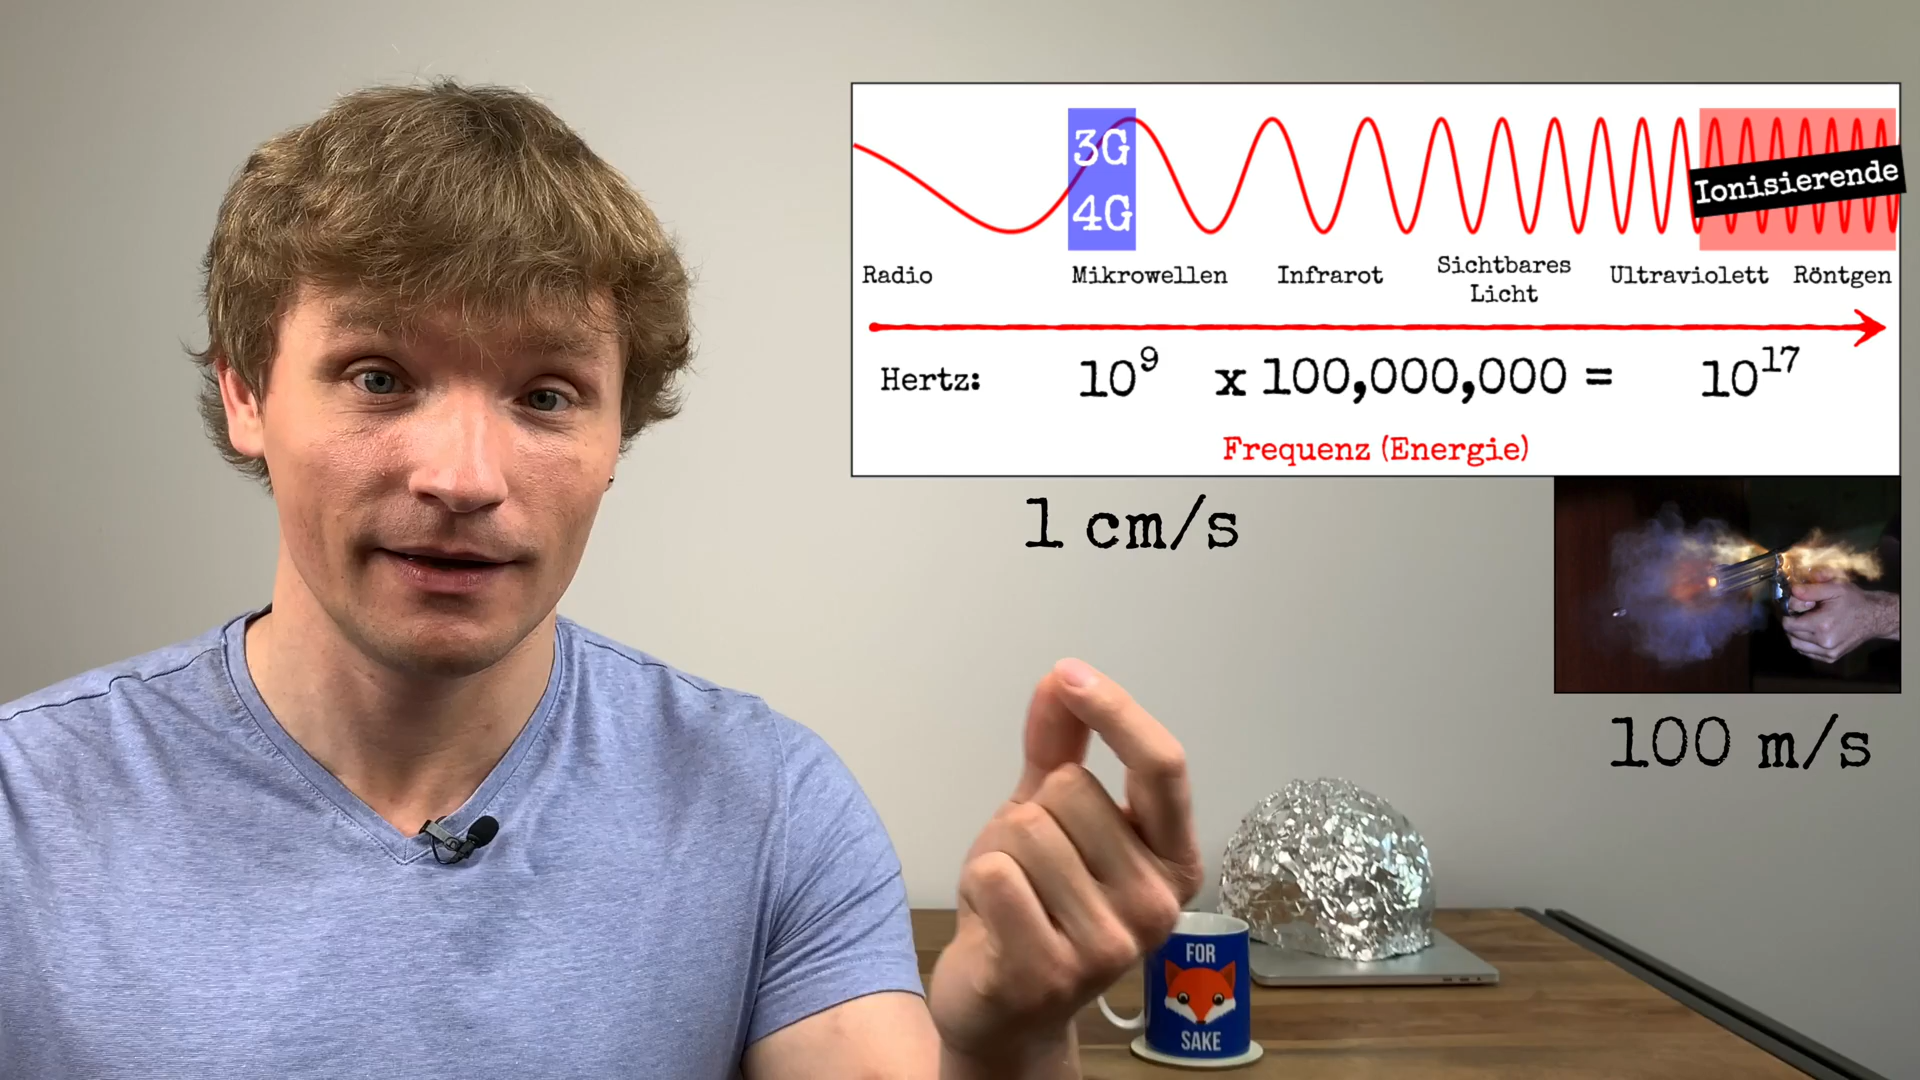 3G
4G
Ionisierende
Radio
Mikrowellen
Infrarot
Sichtbares
Licht
Ultraviolett
Röntgen
Hertz:
10⁹ x 100,000,000 = 10¹⁷
Frequenz (Energie)
1 cm/s
100 m/s
FOR
SAKE